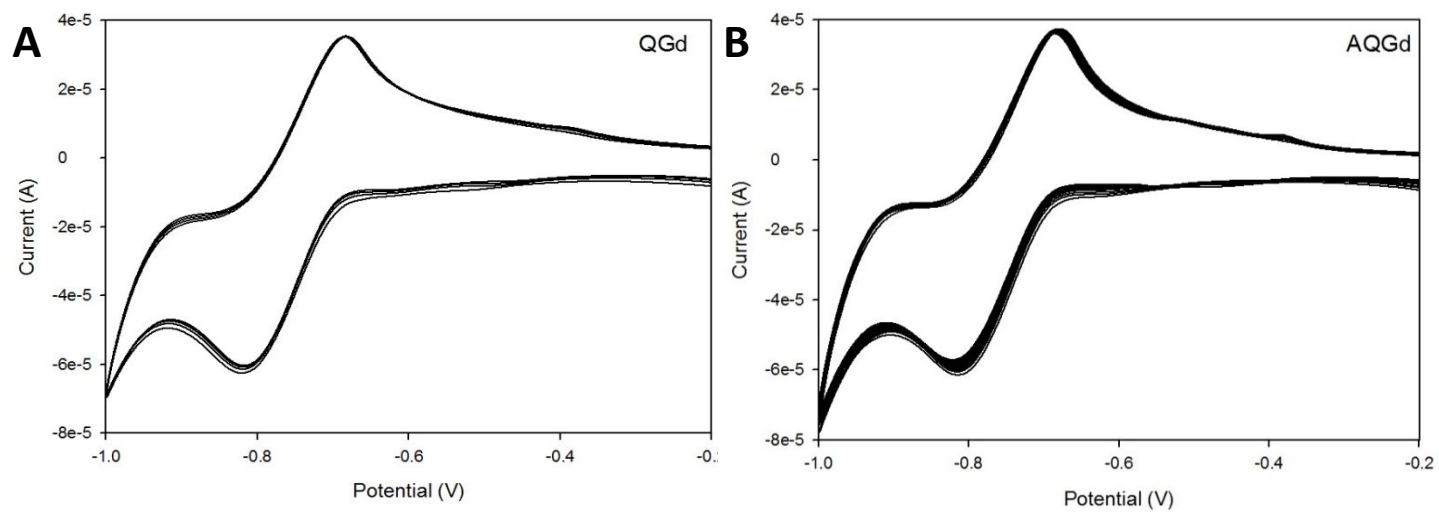 A
QGd
4e-5
2e-5
0
-2e-5
-4e-5
-6e-5
-8e-5
Current (A)
-1.0
-0.8
-0.6
-0.4
-0.:
Potential (V)
B
AQGd
4e-5
2e-5
0
-2e-5
-4e-5
-6e-5
-8e-5
Current (A)
-1.0
-0.8
-0.6
-0.4
-0.2
Potential (V)